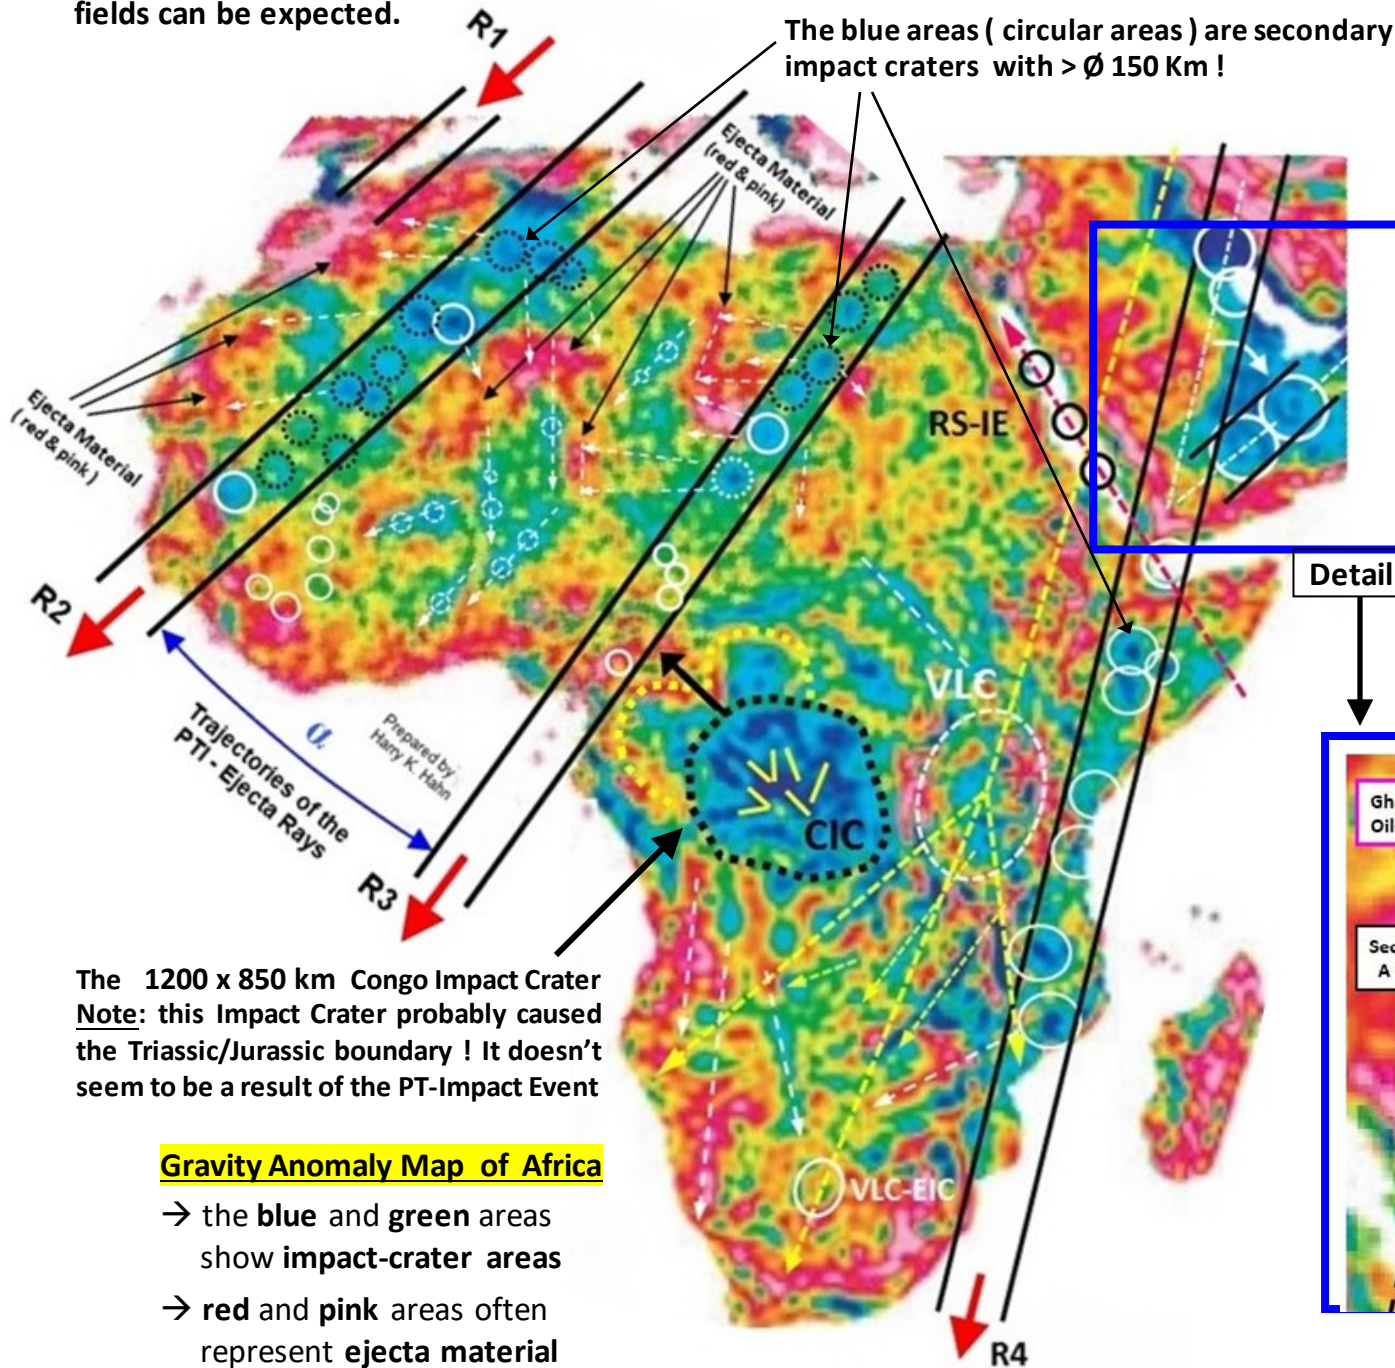 fields can be expected.
R1
The blue areas ( circular areas ) are secondary
impact craters with > Ø 150 Km !
Ejecta Material
(red & pink)
Ejecta Material
( red & pink )
RS-IE
R2
Detail
Trajectories of the
PTI - Ejecta Rays
α
Prepared by
Harry K. Hahn
VLC
CIC
R3
Gh
Oil
Sec
A
The 1200 x 850 km Congo Impact Crater
Note: this Impact Crater probably caused
the Triassic/Jurassic boundary ! It doesn’t
seem to be a result of the PT-Impact Event
Gravity Anomaly Map of Africa
→ the blue and green areas
show impact-crater areas
→ red and pink areas often
represent ejecta material
VLC-EIC
R4